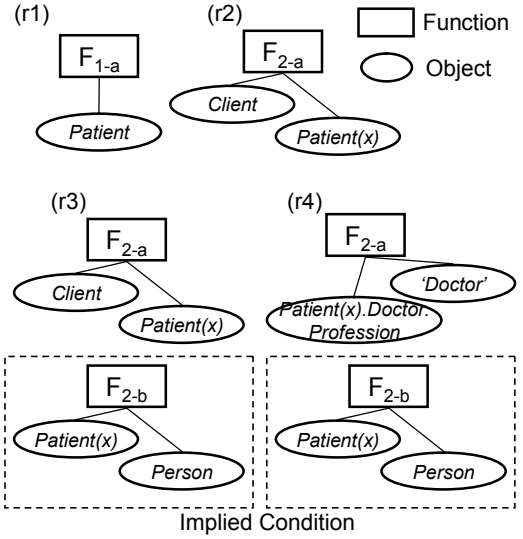 (r1)
F1-a
Patient
(r2)
F2-a
Client
Patient(x)
Function
Object
(r3)
F2-a
Client
Patient(x)
(r4)
F2-a
'Doctor'
Patient(x).Doctor.
Profession
F2-b
Patient(x)
Person
F2-b
Patient(x)
Person
Implied Condition